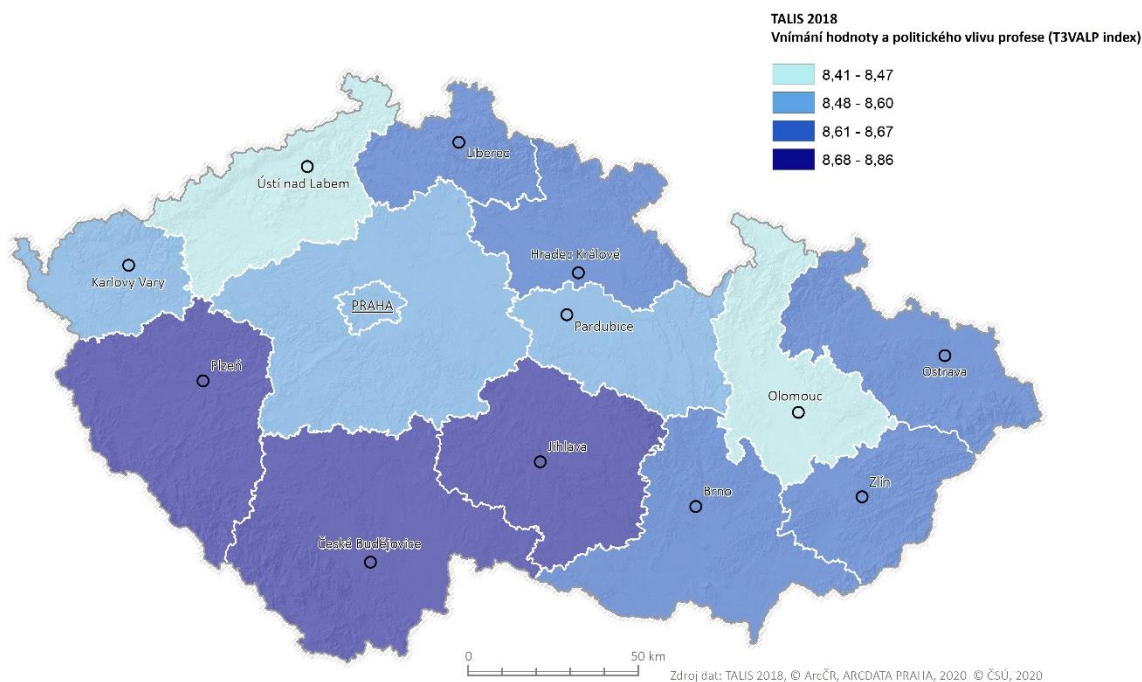 TALIS 2018
Vnímání hodnoty a politického vlivu profese (T3VALP index)
8,41 - 8,47
8,48 - 8,60
8,61 - 8,67
8,68 - 8,86
Liberec
Ústí nad Labem
Hradec Králové
Karlovy Vary
PRAHA
Pardubice
Plzeň
Ostrava
Olomouc
Jihlava
Zlín
Brno
České Budějovice
0 50 km
Zdroj dat: TALIS 2018, © ArcČR, ARCDATA PRAHA, 2020 © ČSÚ, 2020